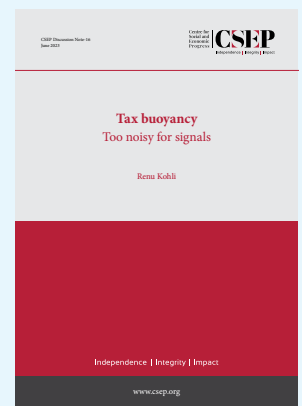 CSEP Discussion Note-16
June 2023
Centre for
Social and
Economic
Progress
CSEP
Independence | Integrity | Impact
Tax buoyancy
Too noisy for signals
Renu Kohli
Independence | Integrity | Impact
www.csep.org